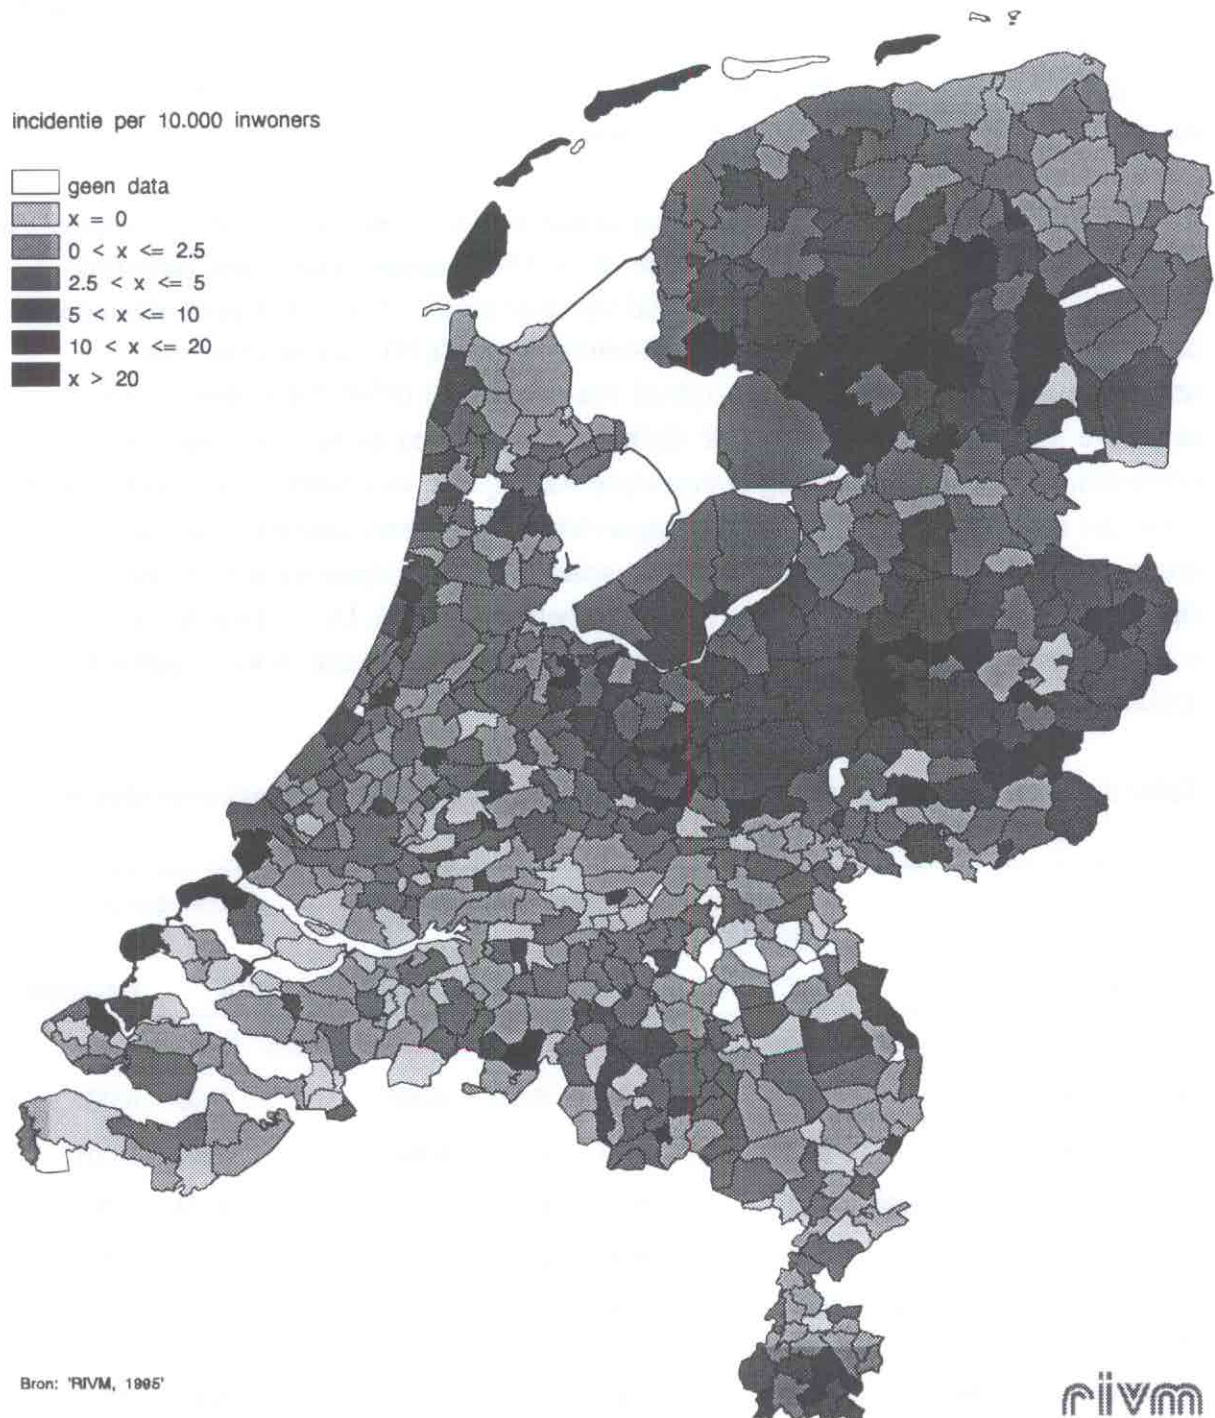 incidentie per 10.000 inwoners
geen data
x = 0
0 < x <= 2.5
2.5 < x <= 5
5 < x <= 10
10 < x <= 20
x > 20
Bron: 'RIVM, 1995'
rivm